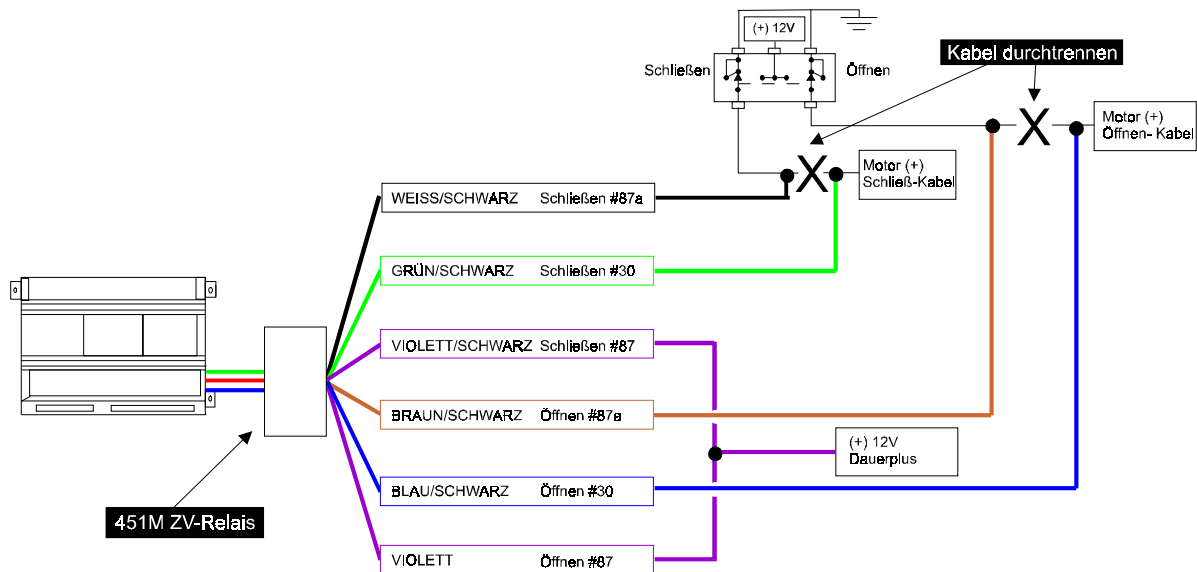 (+) 12V
Kabel durchtrennen
Schließen
Öffnen
Motor (+)
Öffnen- Kabel
Motor (+)
Schließ-Kabel
WEISS/SCHWARZ Schließen #87a
GRÜN/SCHWARZ Schließen #30
VIOLETT/SCHWARZ Schließen #87
BRAUN/SCHWARZ Öffnen #87a
(+) 12V
Dauerplus
BLAU/SCHWARZ Öffnen #30
451M ZV-Relais
VIOLETT Öffnen #87